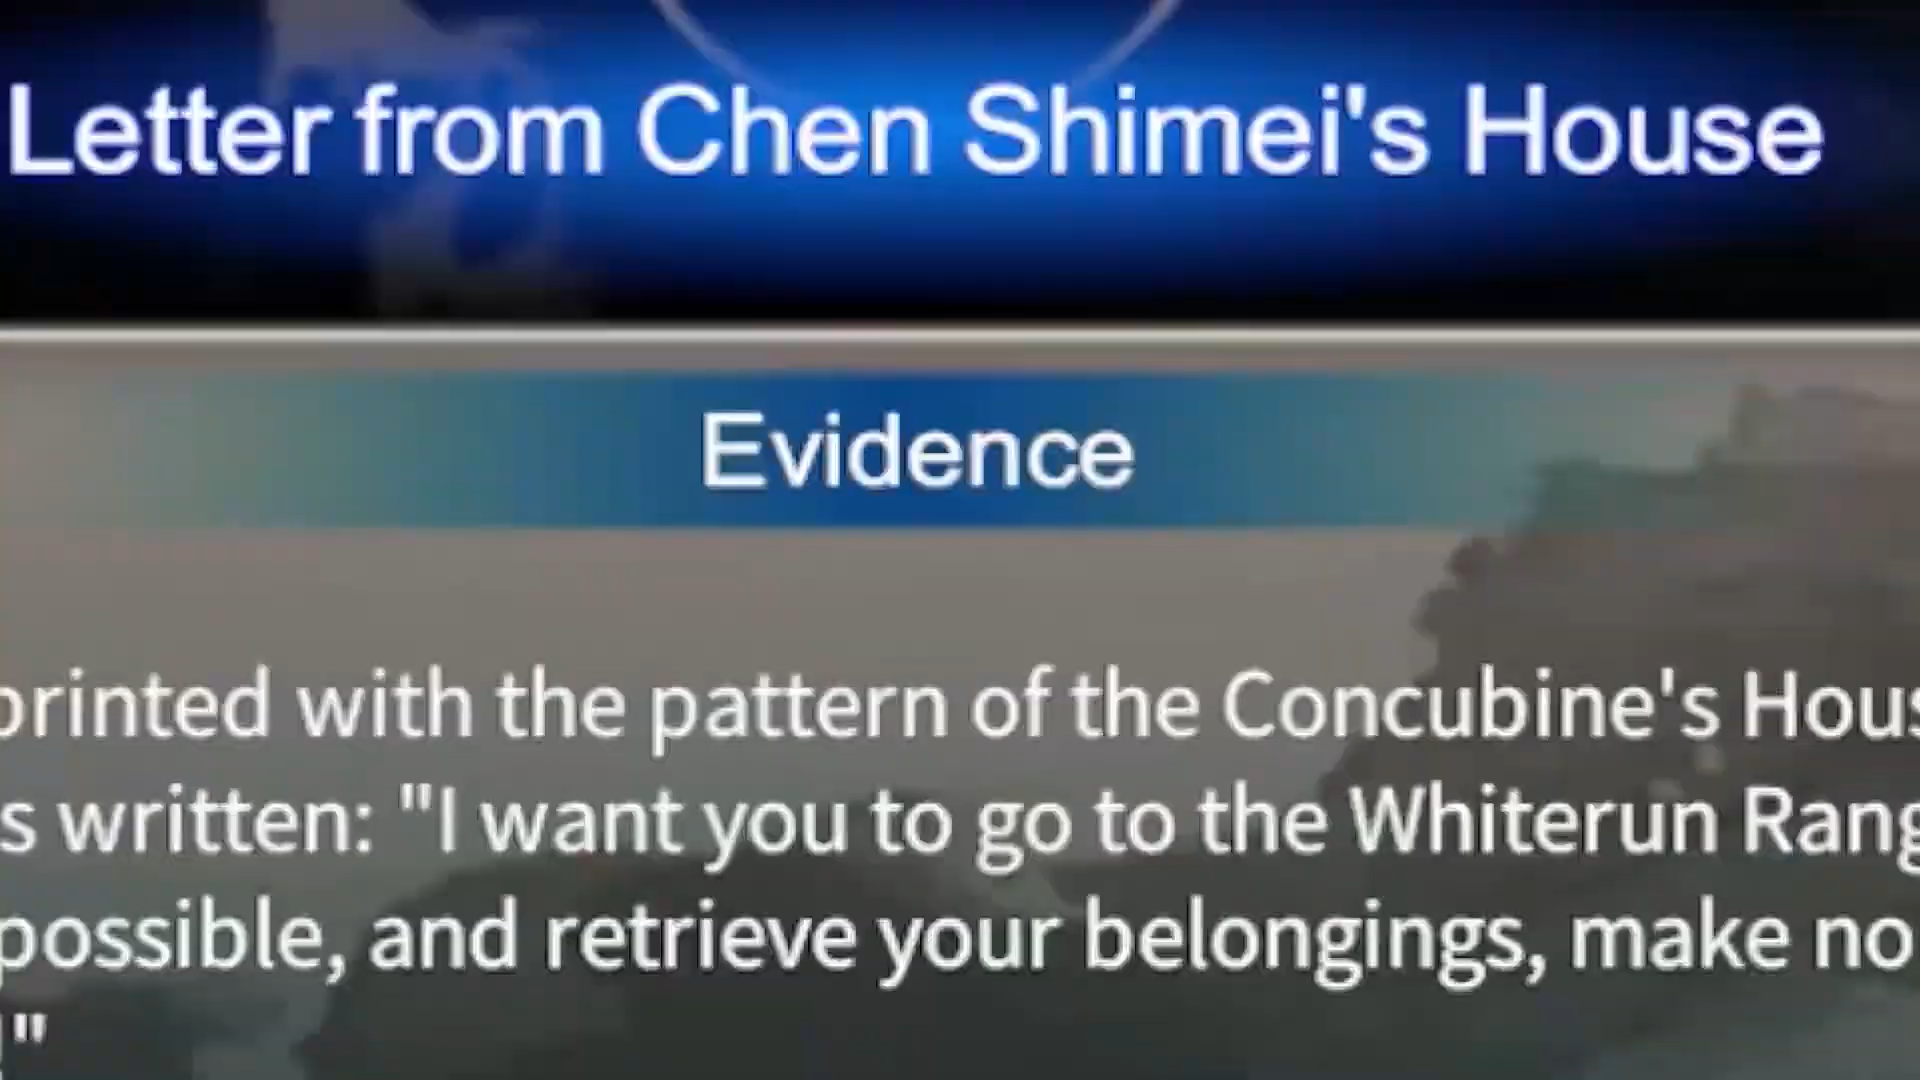 Letter from Chen Shimei's House
Evidence
printed with the pattern of the Concubine's
written: "I want you to go to the Whiterun
possible, and retrieve your belongings, make no
"